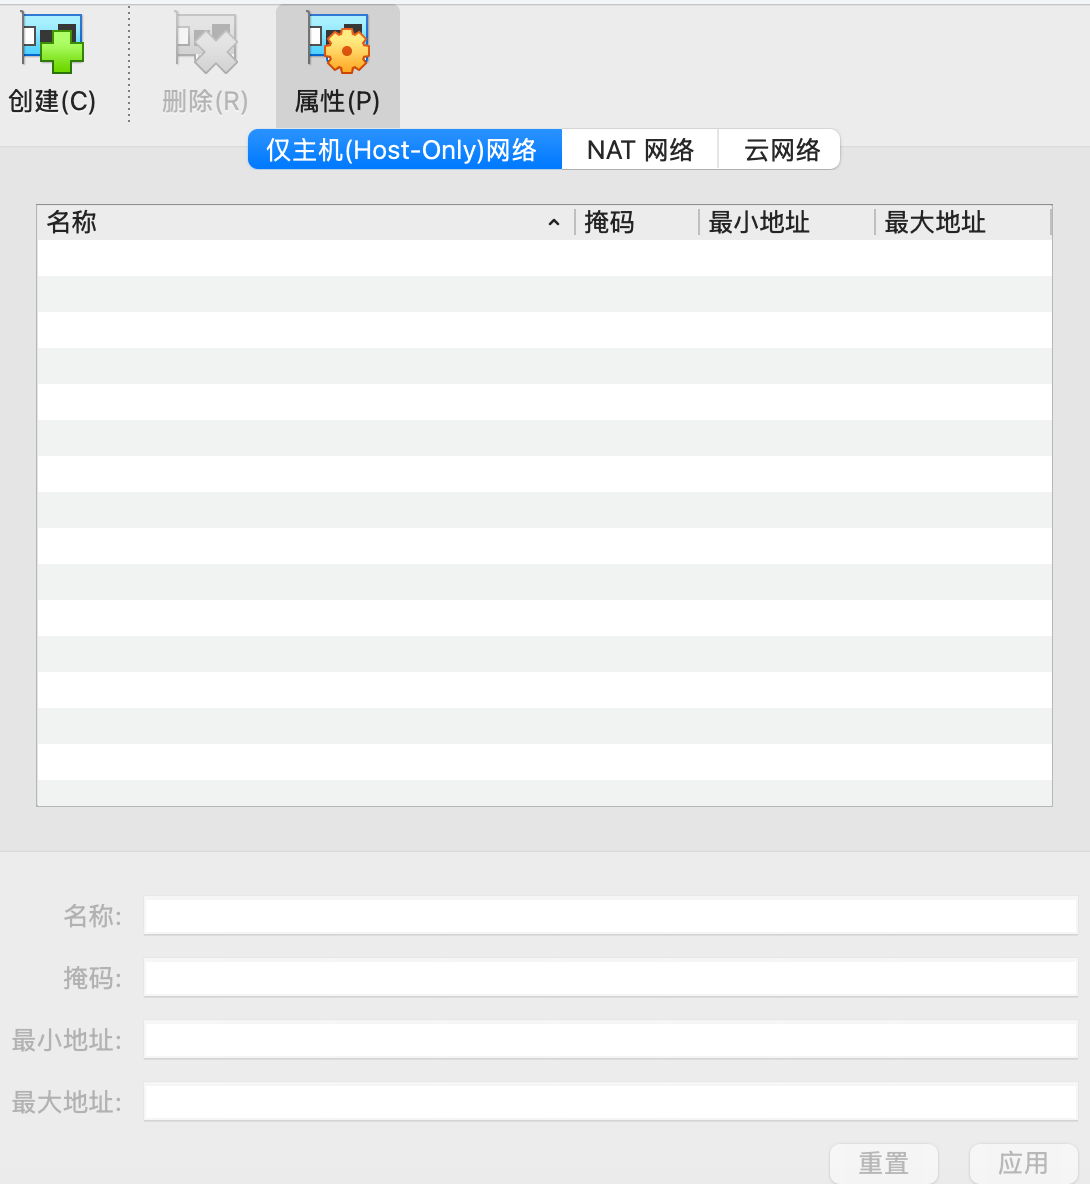 创建(C) 删除(R) 属性(P)
仅主机(Host-Only)网络 NAT 网络 云网络
名称 掩码 最小地址 最大地址
名称:
掩码:
最小地址:
最大地址:
重置 应用